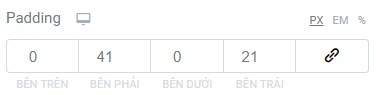 Padding PX EM %
0 41 0 21
BÊN TRÊN BÊN PHẢI BÊN DƯỚI BÊN TRÁI